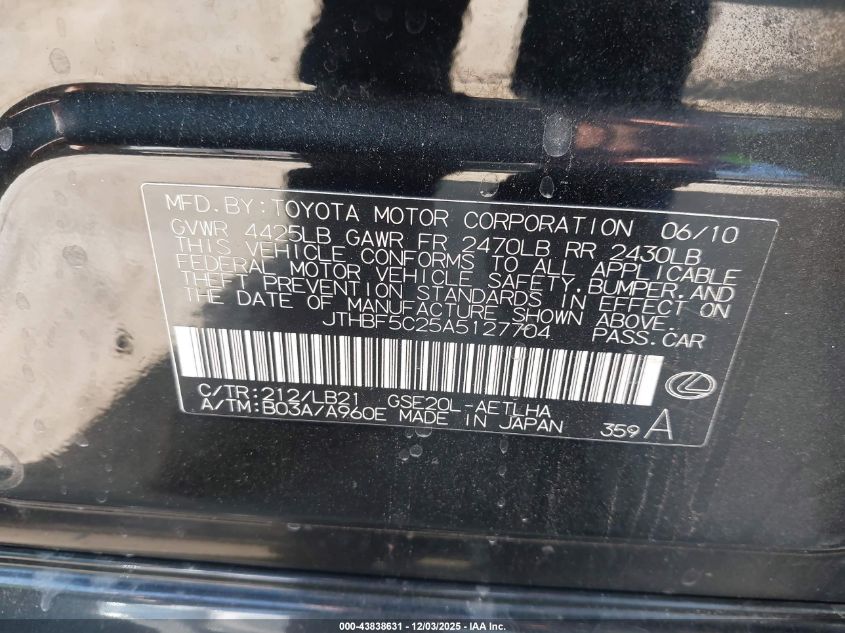 MFD. BY: TOYOTA MOTOR CORPORATION 06/10
GVWR 4425LB GAWR FR 2470LB RR 2430LB
THIS VEHICLE CONFORMS TO ALL APPLICABLE
FEDERAL MOTOR VEHICLE SAFETY, BUMPER, AND
THEFT PREVENTION STANDARDS IN EFFECT ON
THE DATE OF MANUFACTURE SHOWN ABOVE.
JTHBF5C25A5127704 PASS. CAR
C/TR: 212/LB21 GSE20L-AETLHA
A/TM: B03A/A960E MADE IN JAPAN 359 A
000-43838631 - 12/03/2025 - IAA Inc.